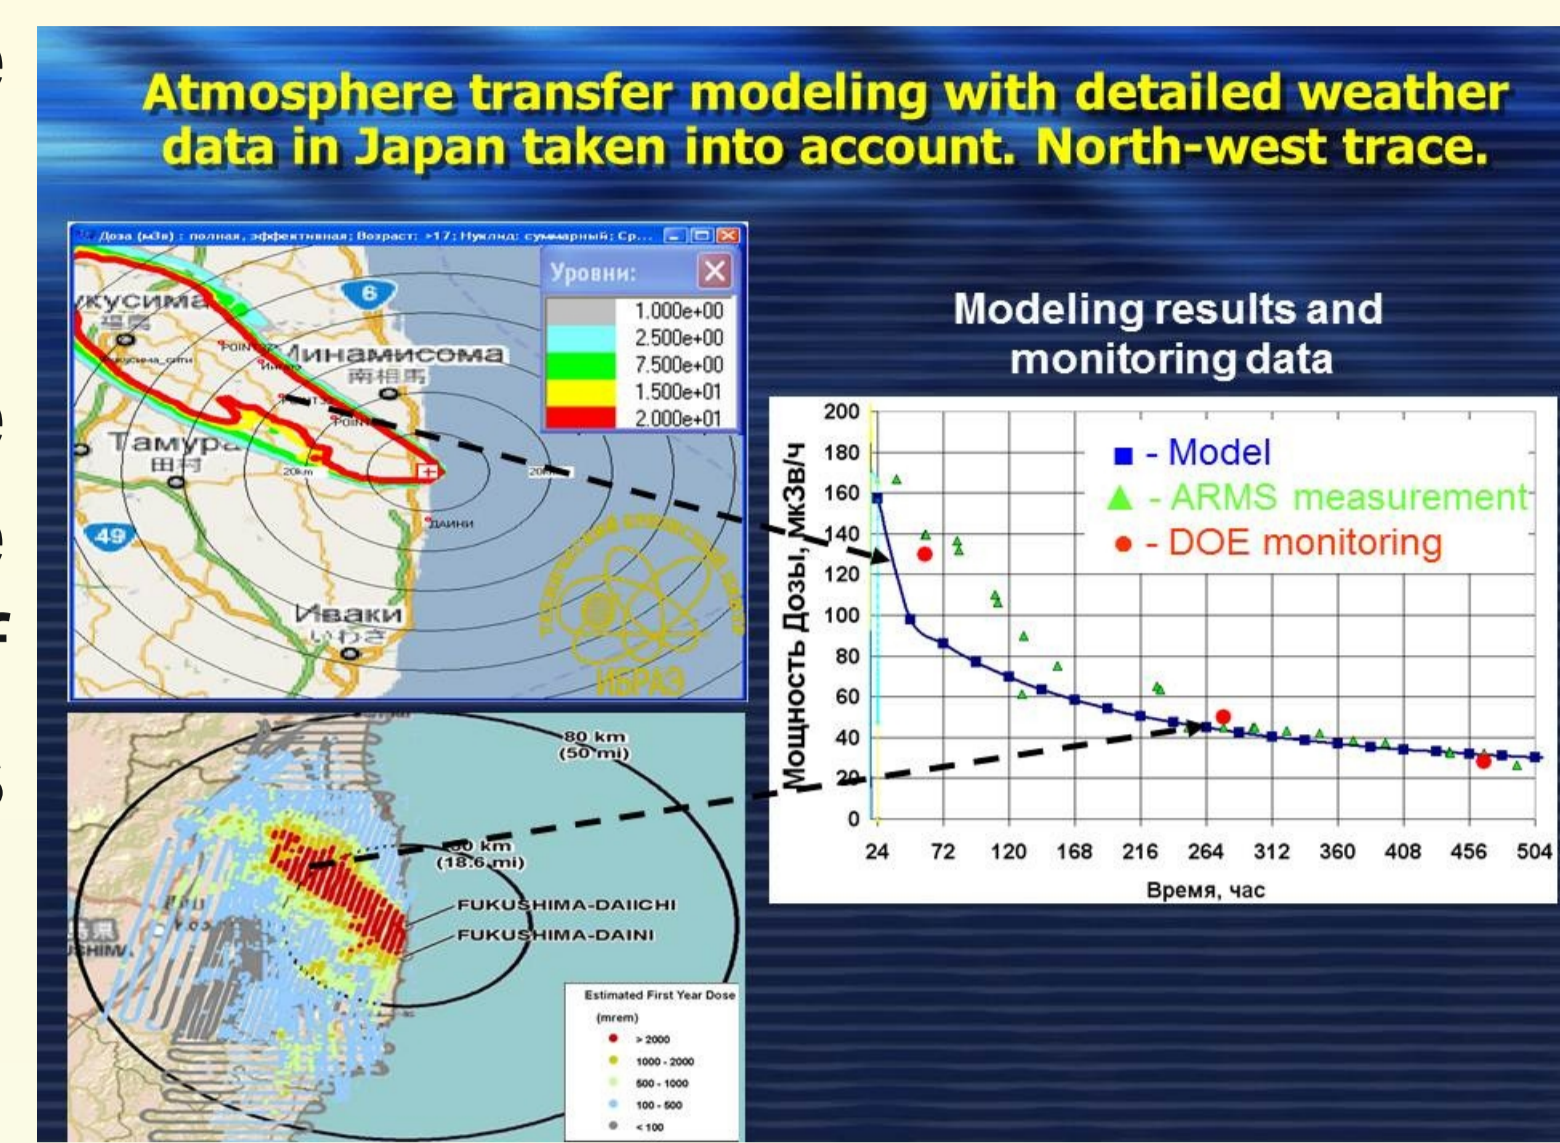 e
e
e
f
s
Atmosphere transfer modeling with detailed weather
data in Japan taken into account. North-west trace.
Доза (мЗв) : полная, эффективная; Возраст: >17; Нуклид: суммарный; Ср...
Уровни:
1.000e+00
2.500e+00
7.500e+00
1.500e+01
2.000e+01
6
укусима
Минамисома
南相馬
Тамура
田村
20km
20km
ДАИНИ
49
Иваки
いわき
ИБРАЭ
80 km
(50 mi)
km
(18.6 mi)
FUKUSHIMA-DAIICHI
FUKUSHIMA-DAINI
Estimated First Year Dose
(mrem)
> 2000
1000 - 2000
500 - 1000
100 - 500
< 100
Modeling results and
monitoring data
- Model
- ARMS measurement
- DOE monitoring
Мощность Дозы, мкЗв/ч
200
180
160
140
120
100
80
60
40
20
0
24 72 120 168 216 264 312 360 408 456 504
Время, час